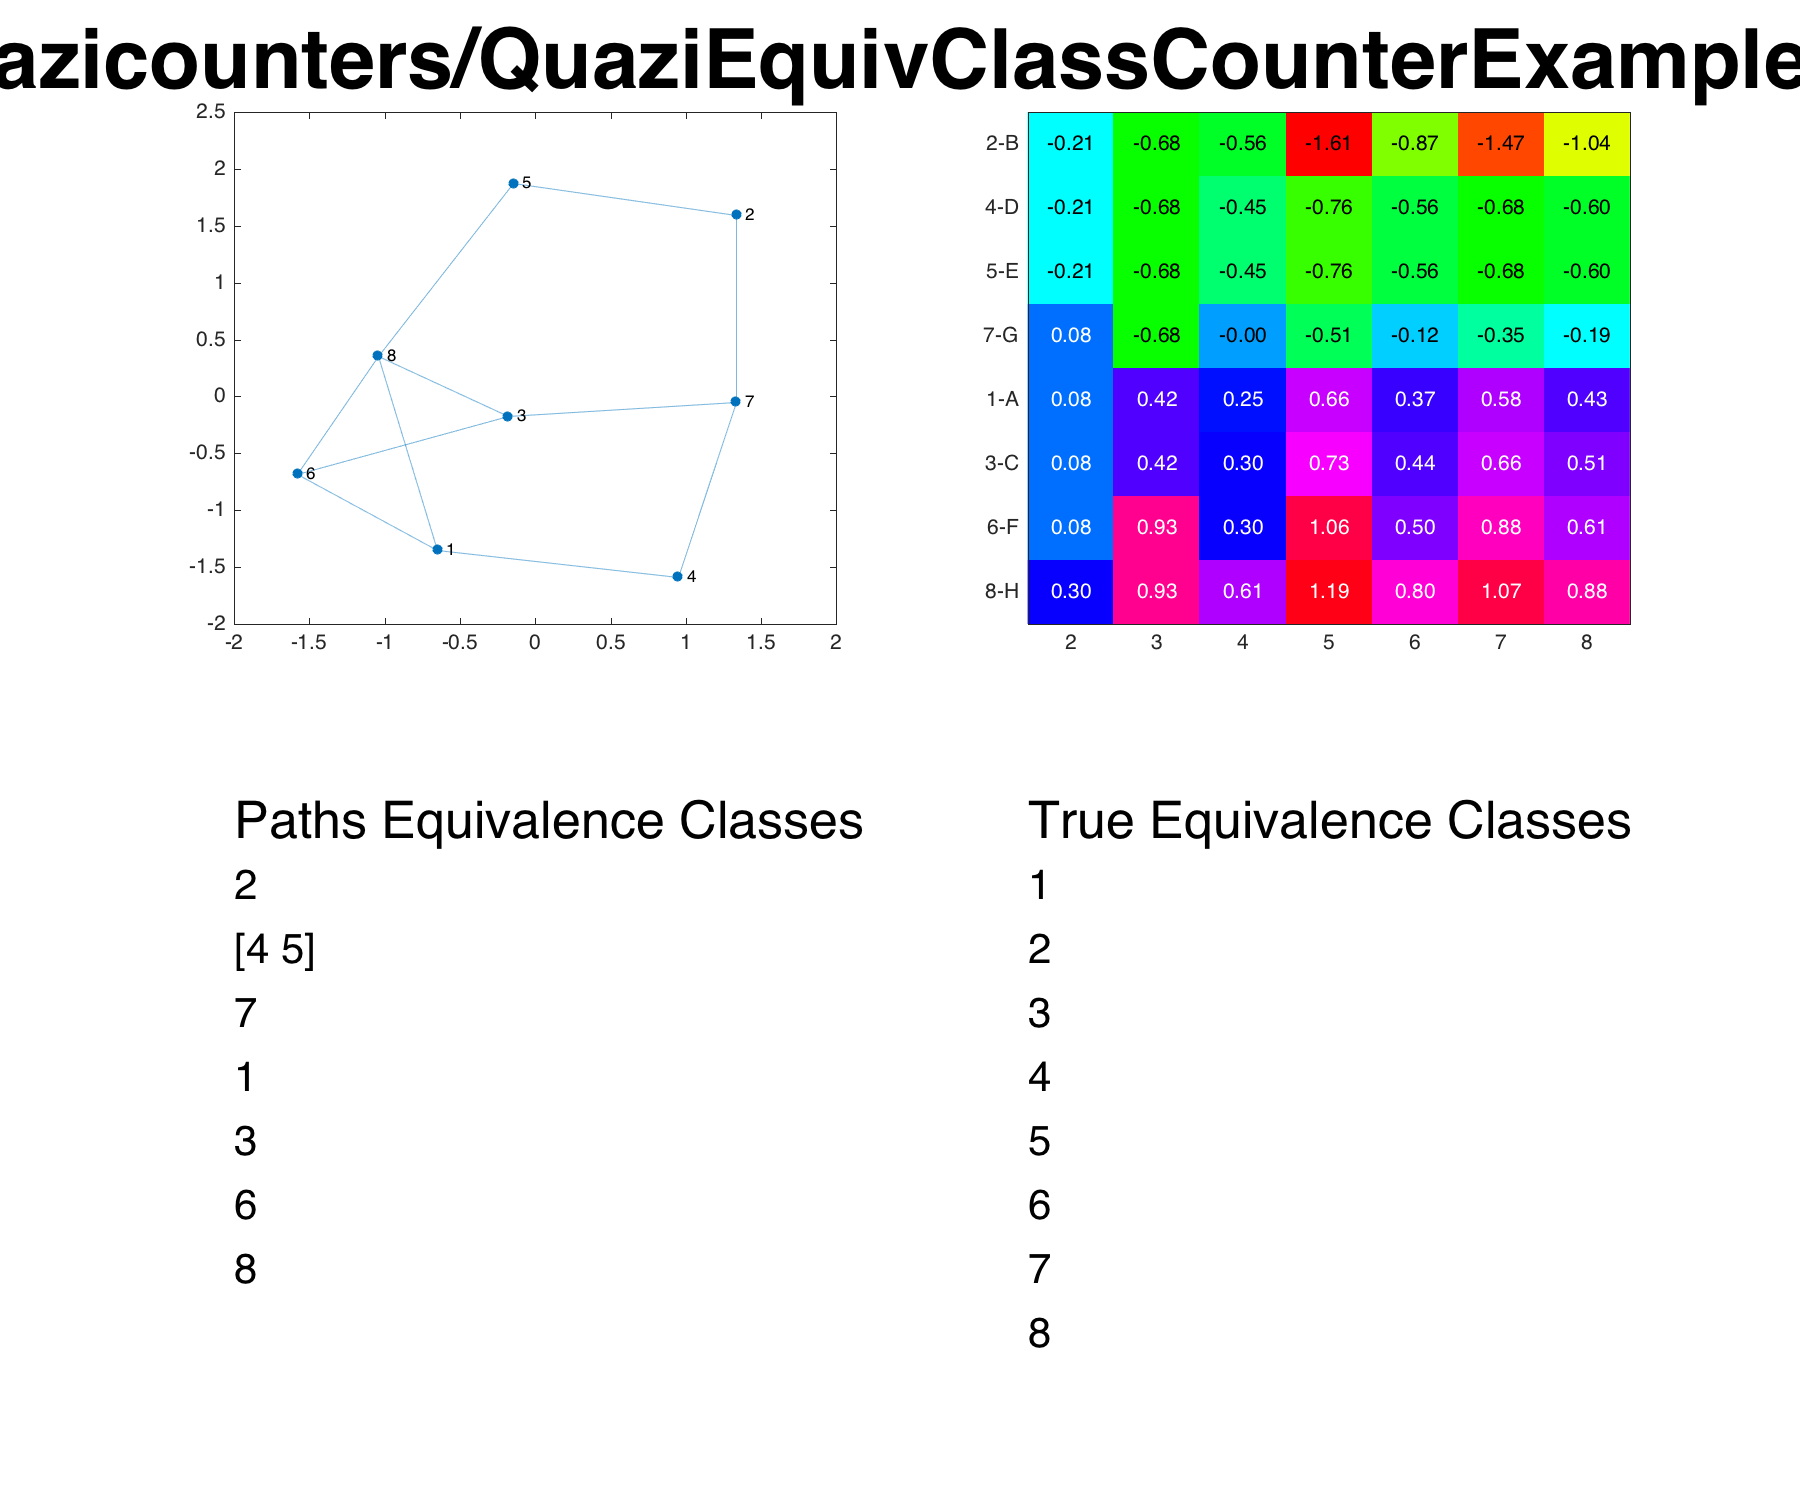 azicounters/QuaziEquivClassCounterExample
2.5
2
1.5
1
0.5
0
-0.5
-1
-1.5
-2
-2 -1.5 -1 -0.5 0 0.5 1 1.5 2
5
2
8
3
7
6
1
4
2-B -0.21 -0.68 -0.56 -1.61 -0.87 -1.47 -1.04
4-D -0.21 -0.68 -0.45 -0.76 -0.56 -0.68 -0.60
5-E -0.21 -0.68 -0.45 -0.76 -0.56 -0.68 -0.60
7-G 0.08 -0.68 -0.00 -0.51 -0.12 -0.35 -0.19
1-A 0.08 0.42 0.25 0.66 0.37 0.58 0.43
3-C 0.08 0.42 0.30 0.73 0.44 0.66 0.51
6-F 0.08 0.93 0.30 1.06 0.50 0.88 0.61
8-H 0.30 0.93 0.61 1.19 0.80 1.07 0.88
2 3 4 5 6 7 8
Paths Equivalence Classes
2
[4 5]
7
1
3
6
8
True Equivalence Classes
1
2
3
4
5
6
7
8